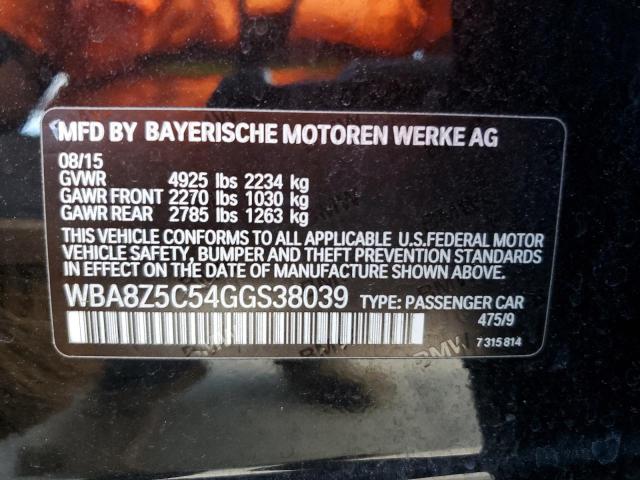 MFD BY BAYERISCHE MOTOREN WERKE AG
08/15
GVWR 4925 lbs 2234 kg
GAWR FRONT 2270 lbs 1030 kg
GAWR REAR 2785 lbs 1263 kg
THIS VEHICLE CONFORMS TO ALL APPLICABLE U.S.FEDERAL MOTOR
VEHICLE SAFETY, BUMPER AND THEFT PREVENTION STANDARDS
IN EFFECT ON THE DATE OF MANUFACTURE SHOWN ABOVE.
WBA8Z5C54GGS38039 TYPE: PASSENGER CAR
475/9
7 315 814
BMW